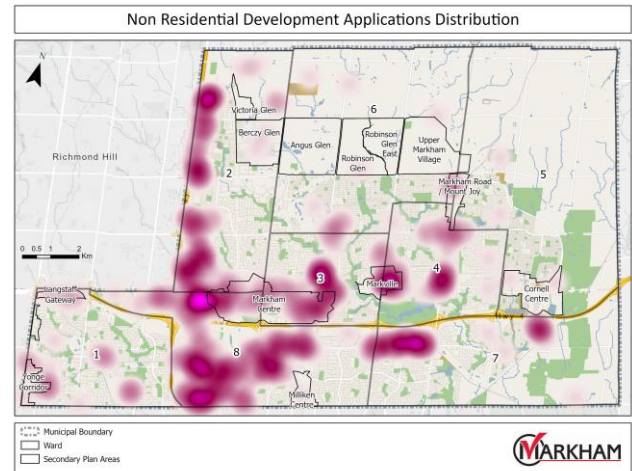 Non Residential Development Applications Distribution
N
6
Victoria Glen
Berczy Glen
Angus Glen
Robinson
Glen
East
Robinson
Glen
Upper
Markham
Village
Richmond Hill
2
5
Markham Road
/ Mount Joy
0 0.5 1 2
Km
3
4
Markville
Langstaff
Gateway
Markham
Centre
Cornell
Centre
1
8
7
Yonge
Corridor
Milliken
Centre
Municipal Boundary
Ward
Secondary Plan Areas
MARKHAM